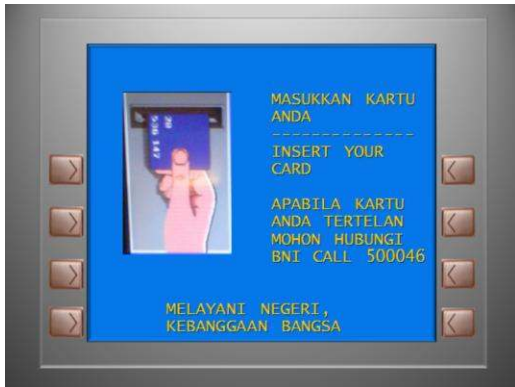 MASUKKAN KARTU
ANDA
--------------
INSERT YOUR
CARD
APABILA KARTU
ANDA TERTELAN
MOHON HUBUNGI
BNI CALL 500046
MELAYANI NEGERI,
KEBANGGAAN BANGSA